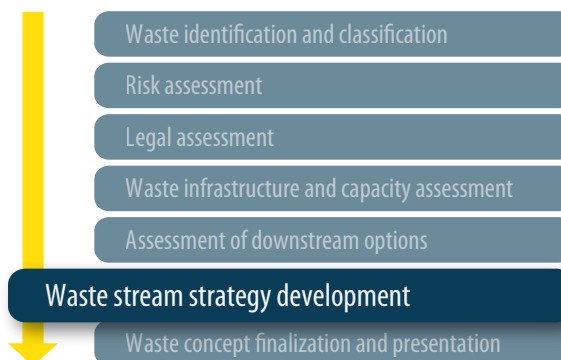 Waste identification and classification
Risk assessment
Legal assessment
Waste infrastructure and capacity assessment
Assessment of downstream options
Waste stream strategy development
Waste concept finalization and presentation